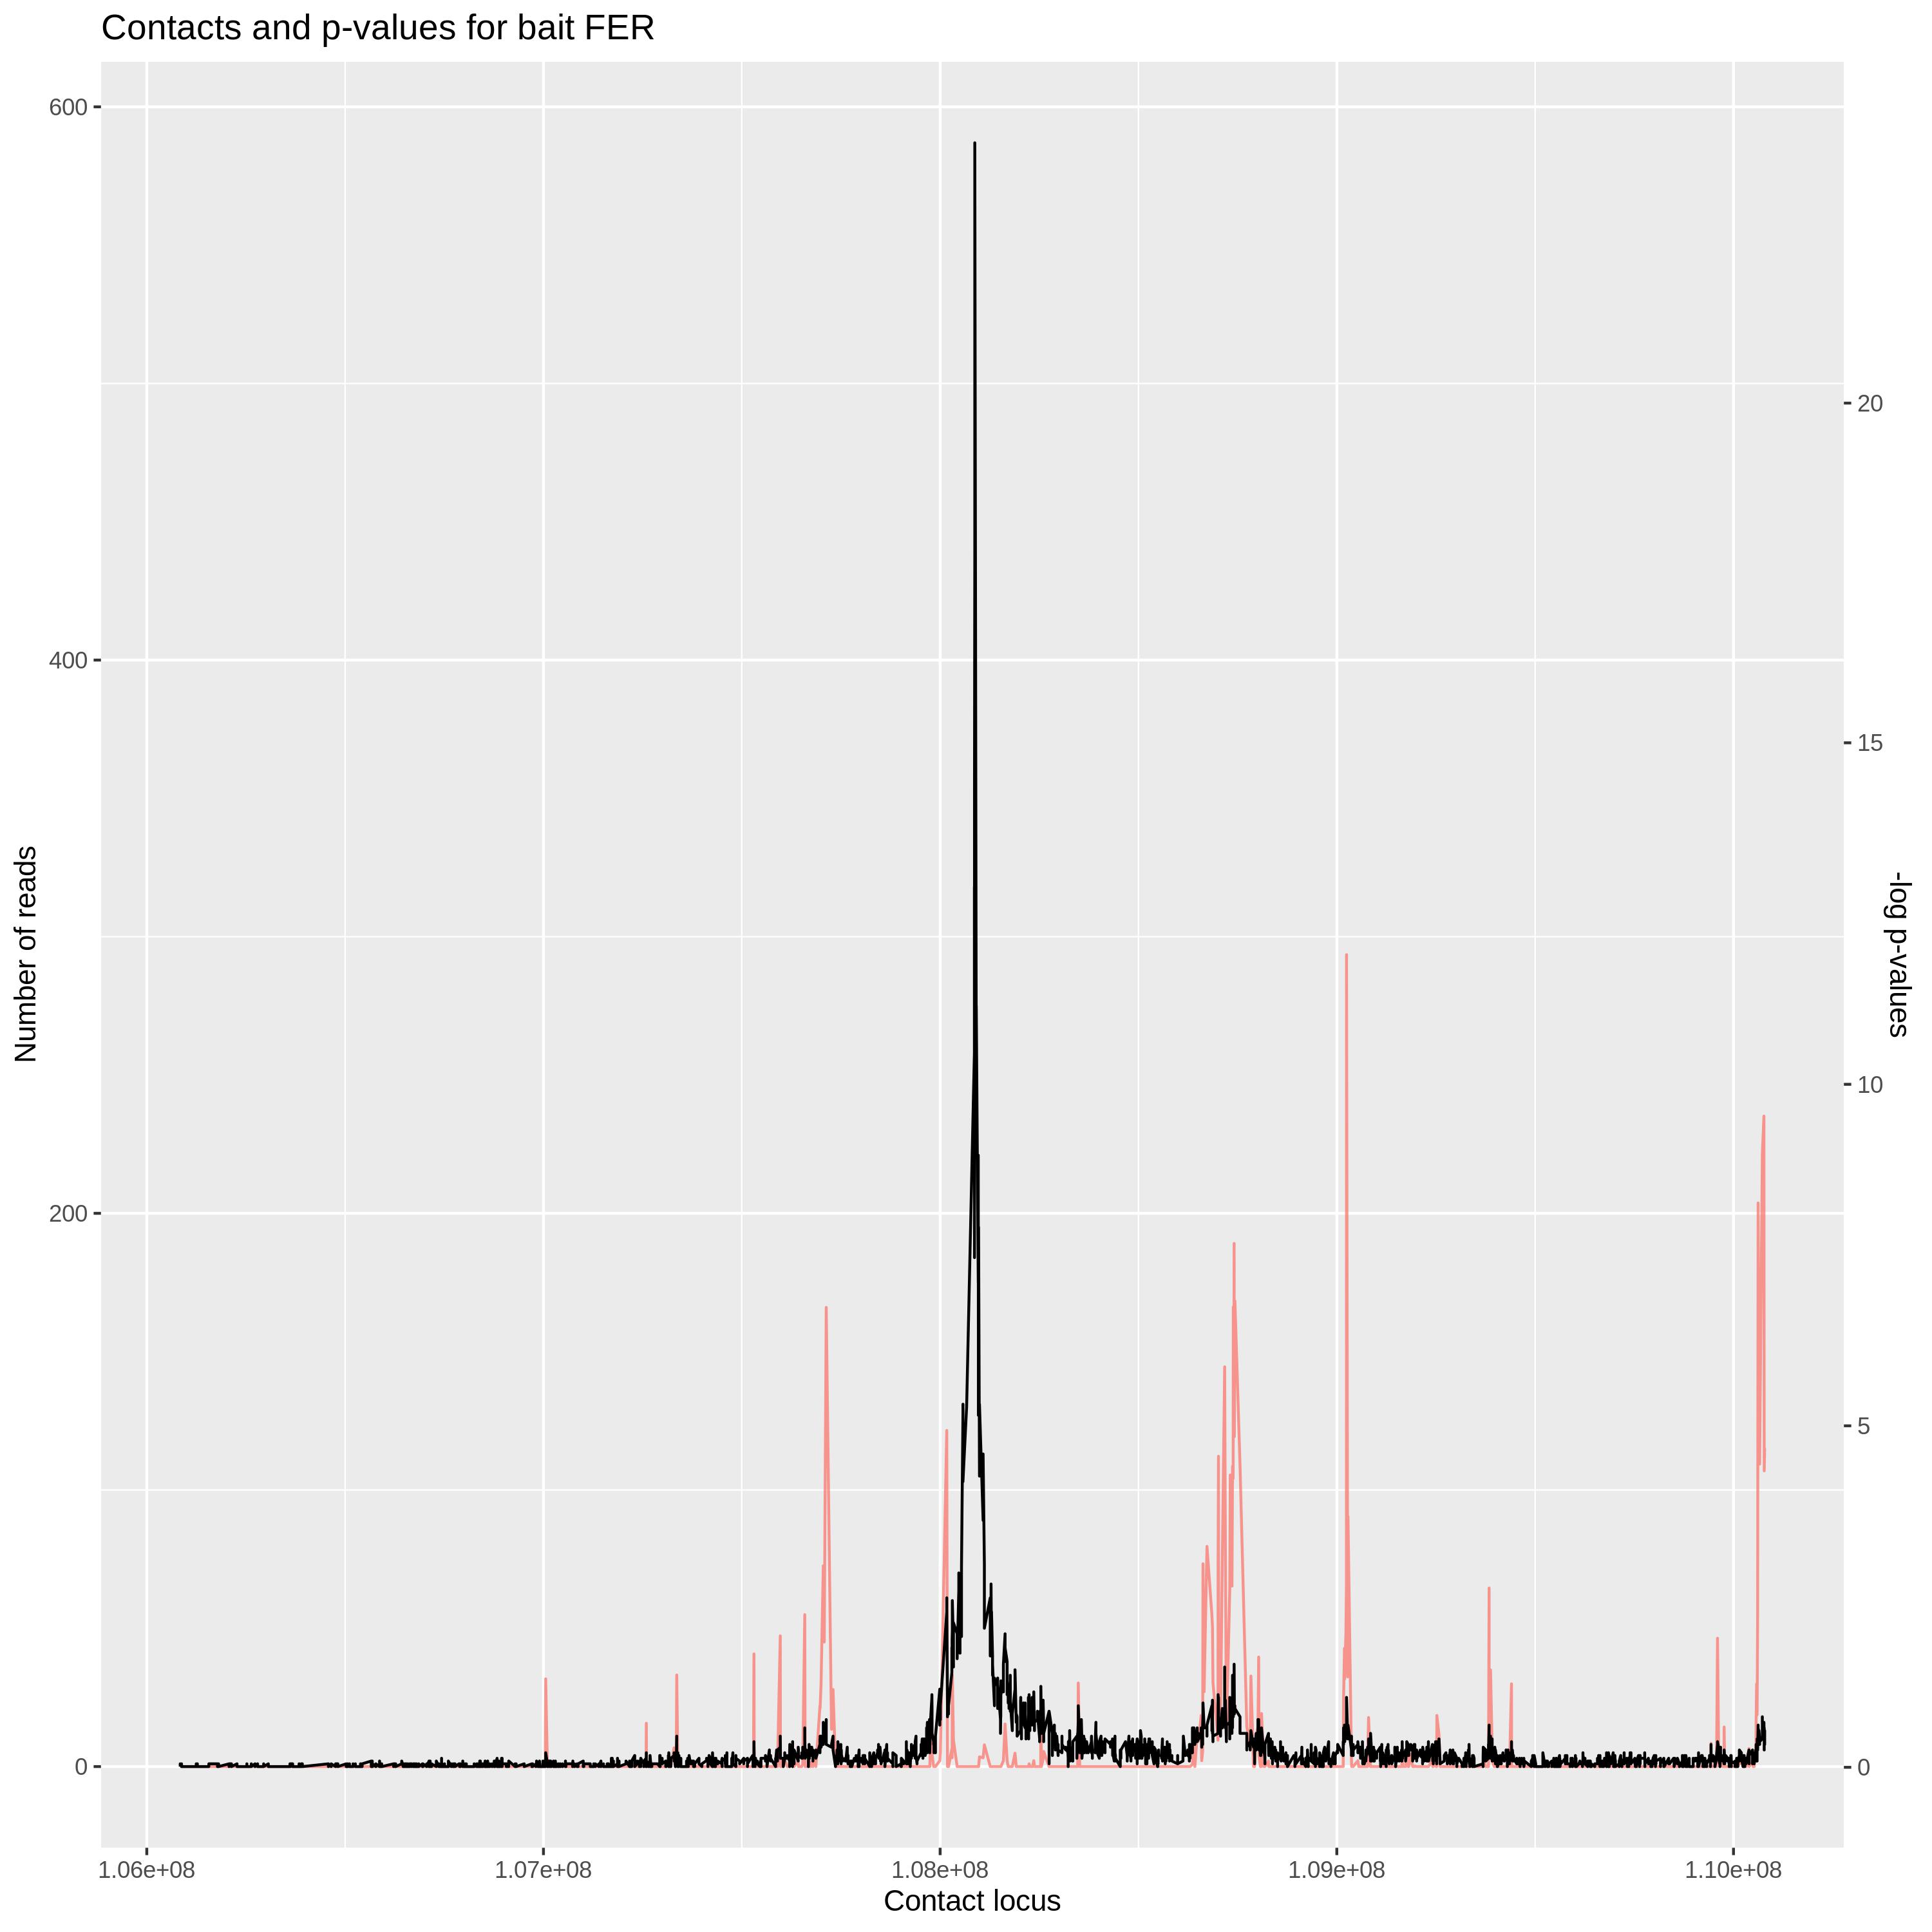 Contacts and p-values for bait FER
600
400
200
0
Number of reads
20
15
10
5
0
-log p-values
1.06e+08
1.07e+08
1.08e+08
1.09e+08
1.10e+08
Contact locus